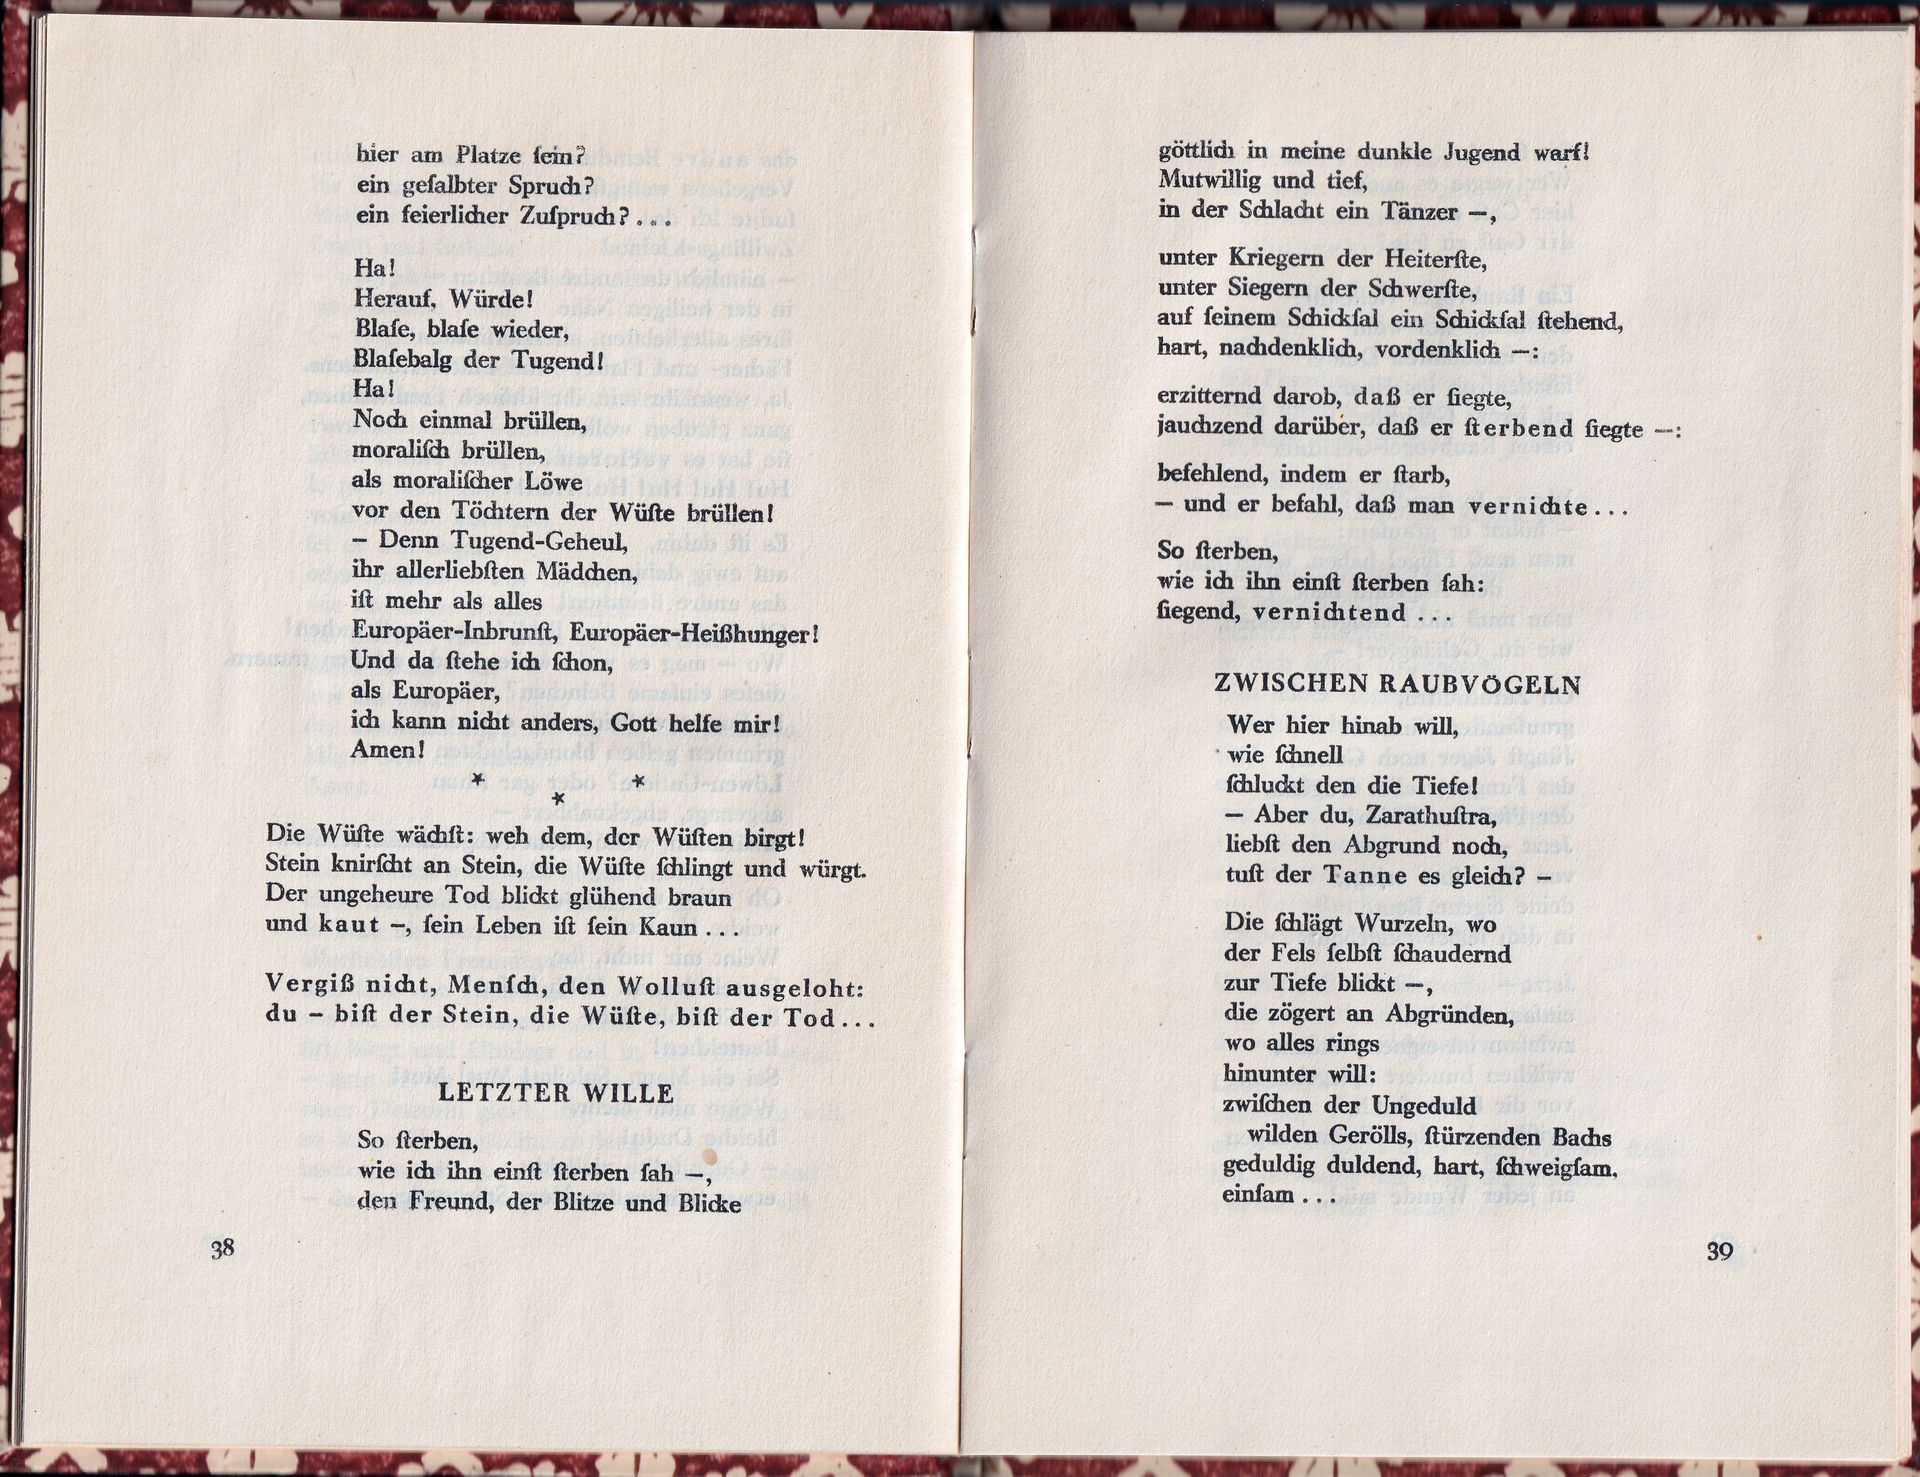 hier am Platze ſein?
ein geſalbter Spruch?
ein feierlicher Zuſpruch?...
Ha!
Herauf, Würde!
Blaſe, blaſe wieder,
Blaſebalg der Tugend!
Ha!
Noch einmal brüllen,
moraliſch brüllen,
als moraliſcher Löwe
vor den Töchtern der Wüſte brüllen!
– Denn Tugend-Geheul,
ihr allerliebſten Mädchen,
iſt mehr als alles
Europäer-Inbrunſt, Europäer-Heißhunger!
Und da ſtehe ich ſchon,
als Europäer,
ich kann nicht anders, Gott helfe mir!
Amen!
* * *
Die Wüſte wächſt: weh dem, der Wüſten birgt!
Stein knirſcht an Stein, die Wüſte ſchlingt und würgt.
Der ungeheure Tod blickt glühend braun
und kaut –, ſein Leben iſt ſein Kaun...
Vergiß nicht, Menſch, den Wolluſt ausgeloht:
du – biſt der Stein, die Wüſte, biſt der Tod...
LETZTER WILLE
So ſterben,
wie ich ihn einſt ſterben ſah –,
den Freund, der Blitze und Blicke
38
göttlich in meine dunkle Jugend warf!
Mutwillig und tief,
in der Schlacht ein Tänzer –,
unter Kriegern der Heiterſte,
unter Siegern der Schwerſte,
auf ſeinem Schickſal ein Schickſal ſtehend,
hart, nachdenklich, vordenklich –:
erzitternd darob, daß er ſiegte,
jauchzend darüber, daß er ſterbend ſiegte –:
befehlend, indem er ſtarb,
– und er befahl, daß man vernichte...
So ſterben,
wie ich ihn einſt ſterben ſah:
ſiegend, vernichtend...
ZWISCHEN RAUBVÖGELN
Wer hier hinab will,
wie ſchnell
ſchluckt den die Tiefe!
– Aber du, Zarathuſtra,
liebſt den Abgrund noch,
tuſt der Tanne es gleich? –
Die ſchlägt Wurzeln, wo
der Fels ſelbſt ſchaudernd
zur Tiefe blickt –,
die zögert an Abgründen,
wo alles rings
hinunter will:
zwiſchen der Ungeduld
wilden Gerölls, ſtürzenden Bachs
geduldig duldend, hart, ſchweigſam,
einſam...
39